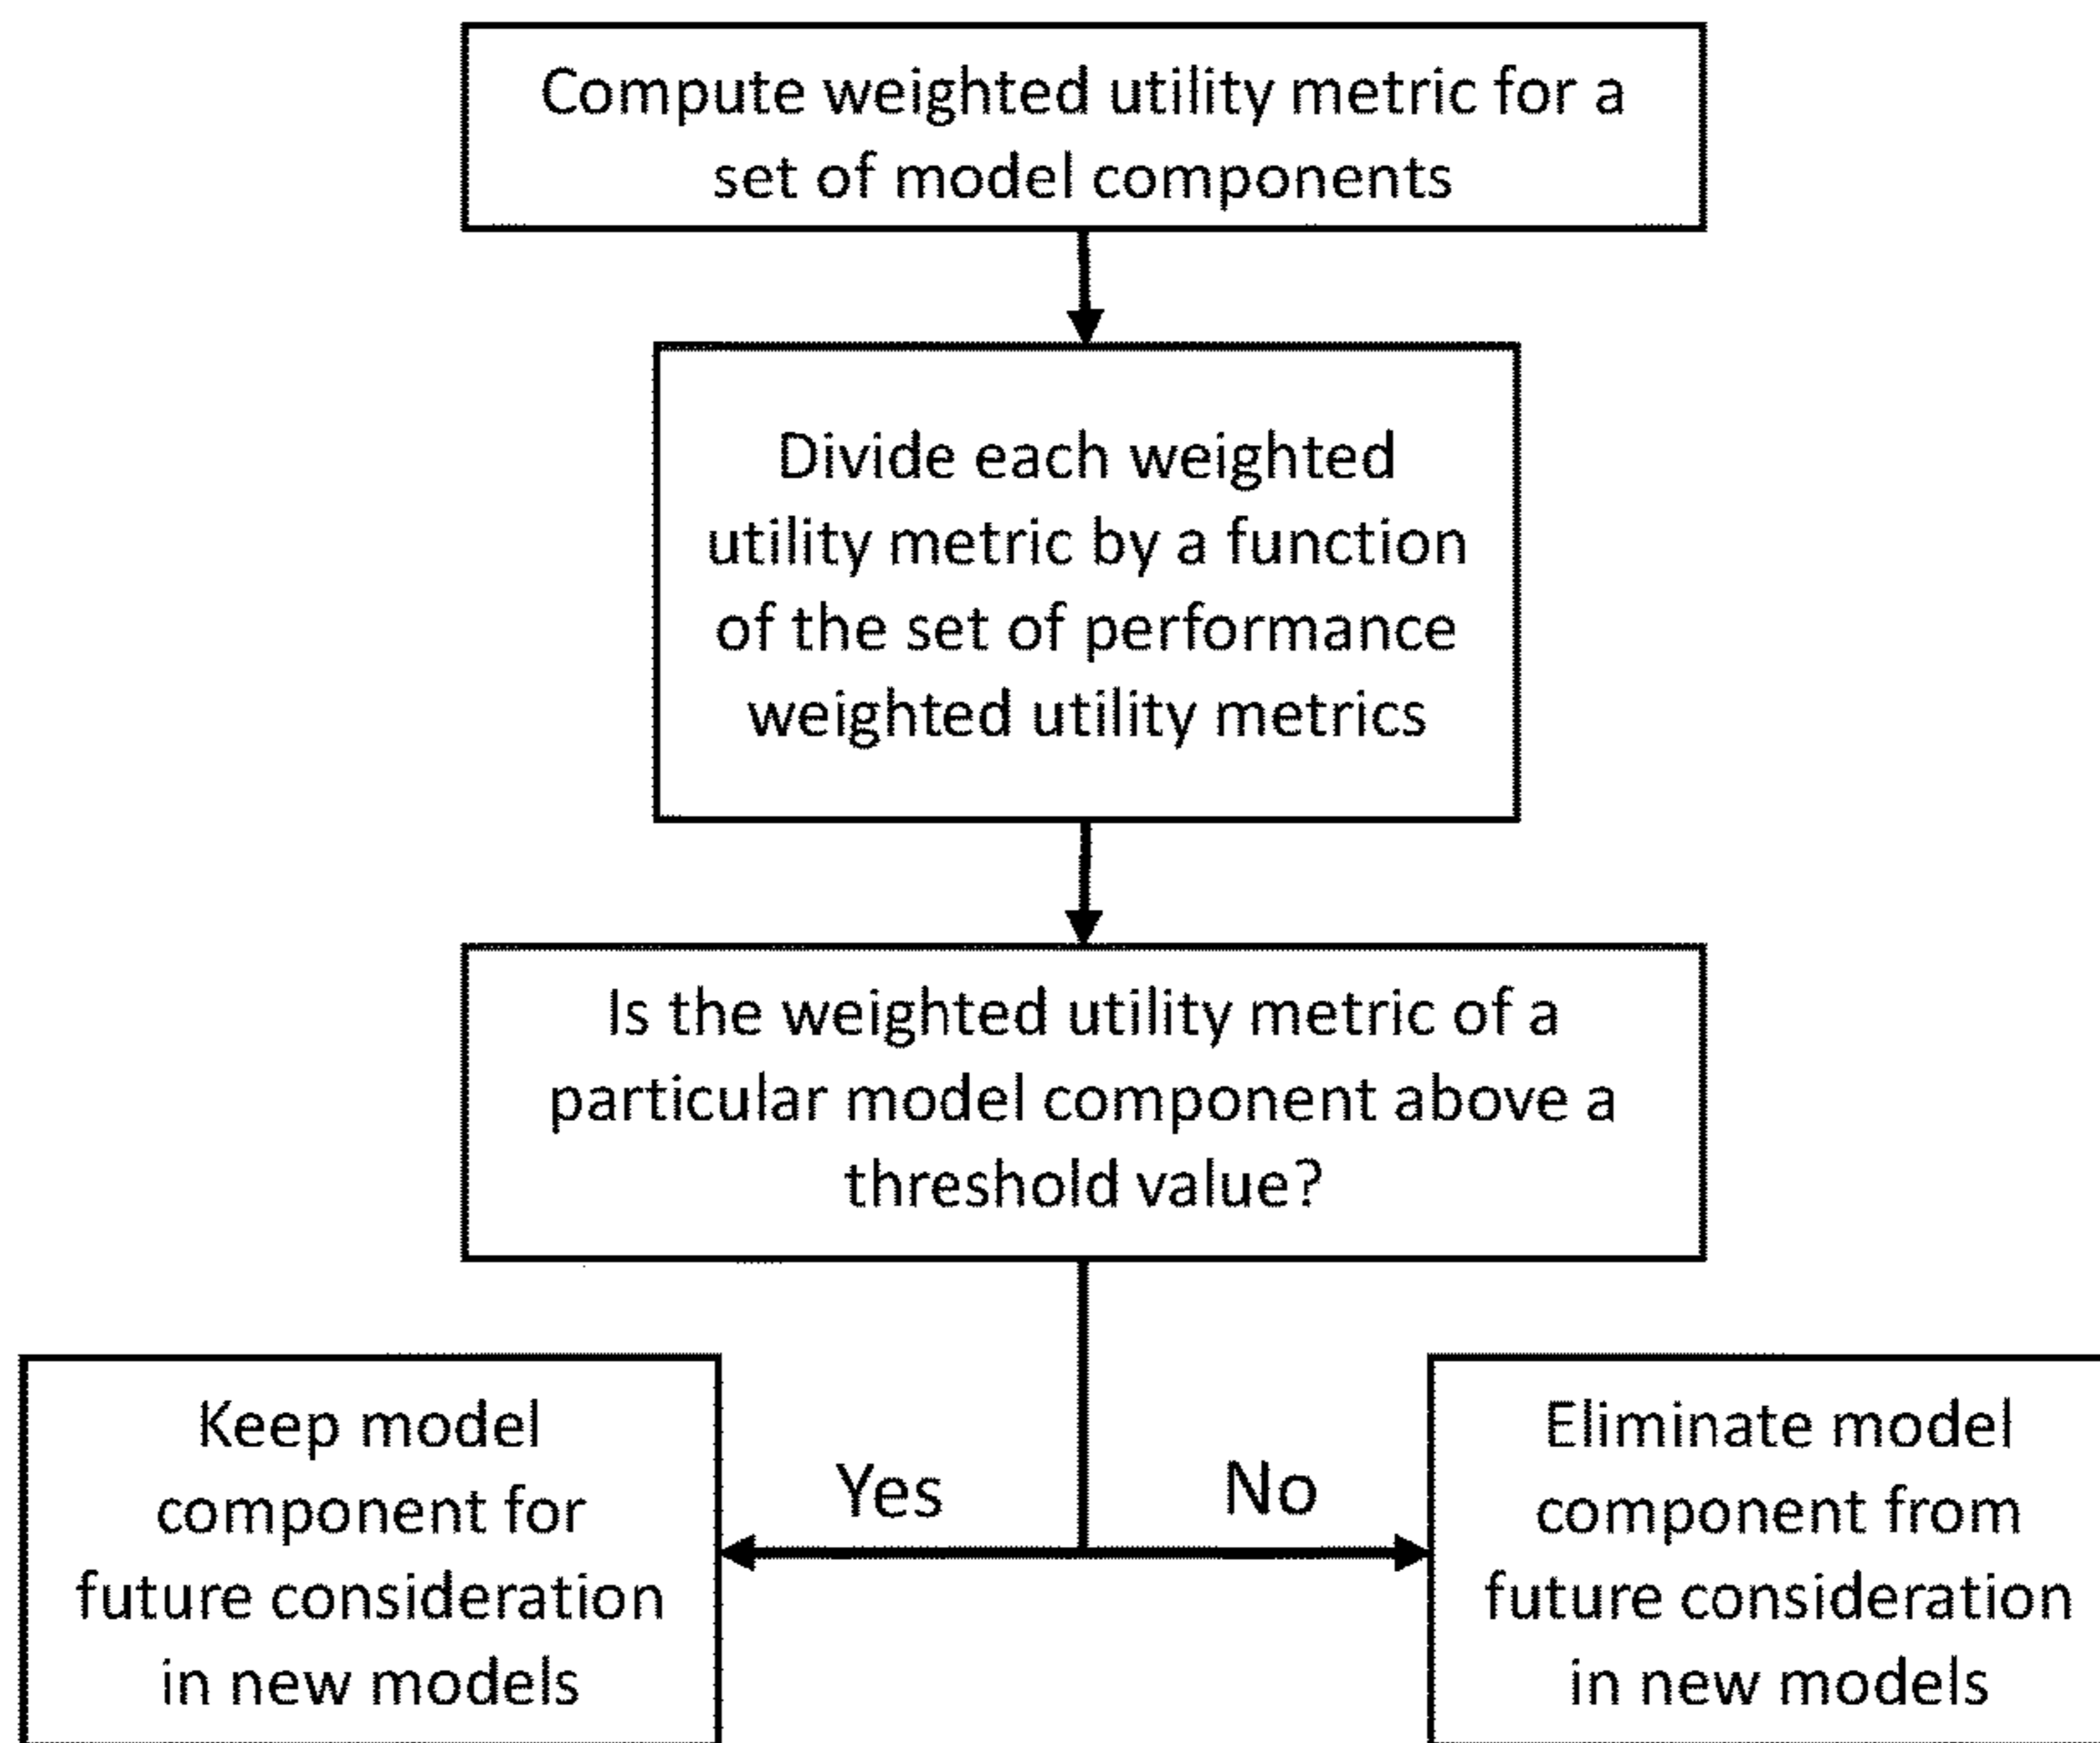 Compute weighted utility metric for a
set of model components
Divide each weighted
utility metric by a function
of the set of performance
weighted utility metrics
Is the weighted utility metric of a
particular model component above a
threshold value?
Yes
No
Keep model
component for
future consideration
in new models
Eliminate model
component from
future consideration
in new models